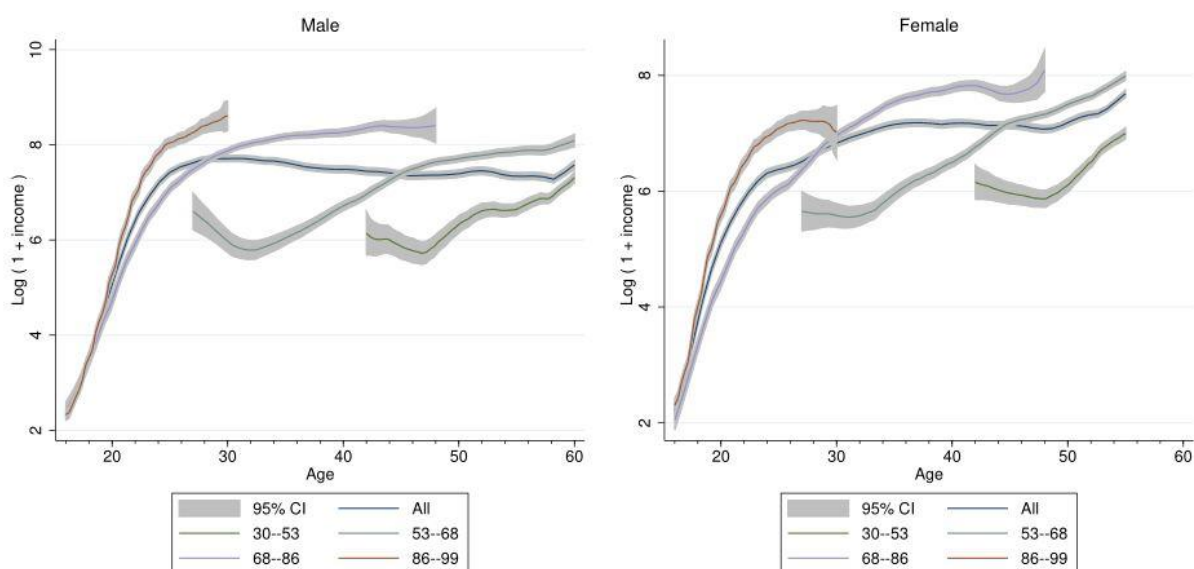 Male
Log ( 1 + income )
10
8
6
4
2
20 30 40 50 60
Age
95% CI All
30--53 53--68
68--86 86--99
Female
Log ( 1 + income )
8
6
4
2
20 30 40 50 60
Age
95% CI All
30--53 53--68
68--86 86--99